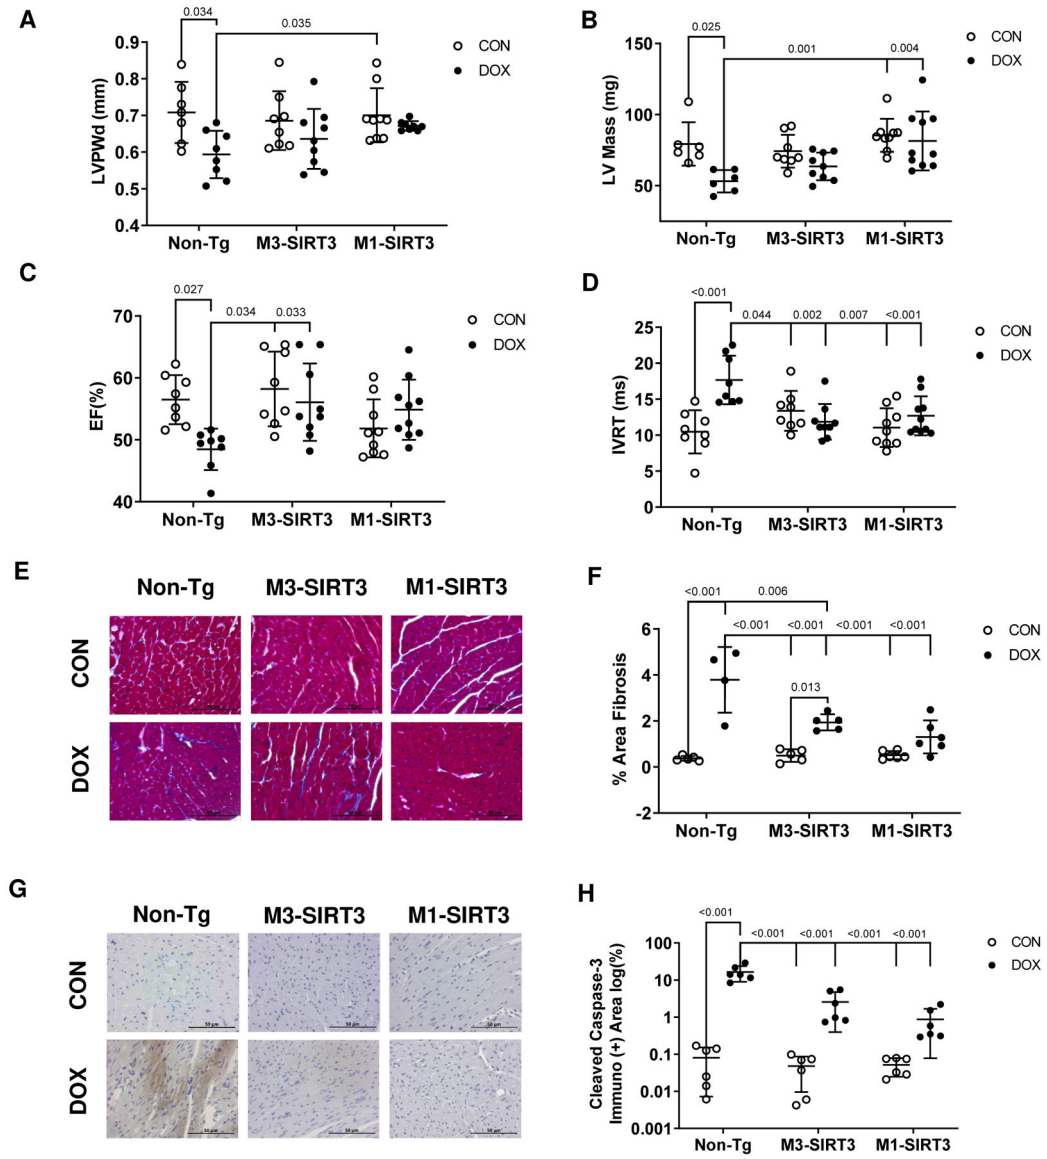 A
0.034
0.035
CON
DOX
LVPWd (mm)
0.9
0.8
0.7
0.6
0.5
0.4
Non-Tg M3-SIRT3 M1-SIRT3
B
0.025
0.001
0.004
CON
DOX
LV Mass (mg)
150
100
50
Non-Tg M3-SIRT3 M1-SIRT3
C
0.027
0.034
0.033
CON
DOX
EF(%)
70
60
50
40
Non-Tg M3-SIRT3 M1-SIRT3
D
<0.001
0.044
0.002
0.007
<0.001
CON
DOX
IVRT (ms)
25
20
15
10
5
0
Non-Tg M3-SIRT3 M1-SIRT3
E
Non-Tg M3-SIRT3 M1-SIRT3
CON
DOX
F
<0.001
0.006
<0.001
<0.001
<0.001
<0.001
0.013
CON
DOX
% Area Fibrosis
6
4
2
0
-2
Non-Tg M3-SIRT3 M1-SIRT3
G
Non-Tg M3-SIRT3 M1-SIRT3
CON
50 µm
50 µm
50 µm
DOX
50 µm
50 µm
50 µm
H
<0.001
<0.001
<0.001
<0.001
<0.001
CON
DOX
Cleaved Caspase-3
Immuno (+) Area log(%)
100
10
1
0.1
0.01
0.001
Non-Tg M3-SIRT3 M1-SIRT3